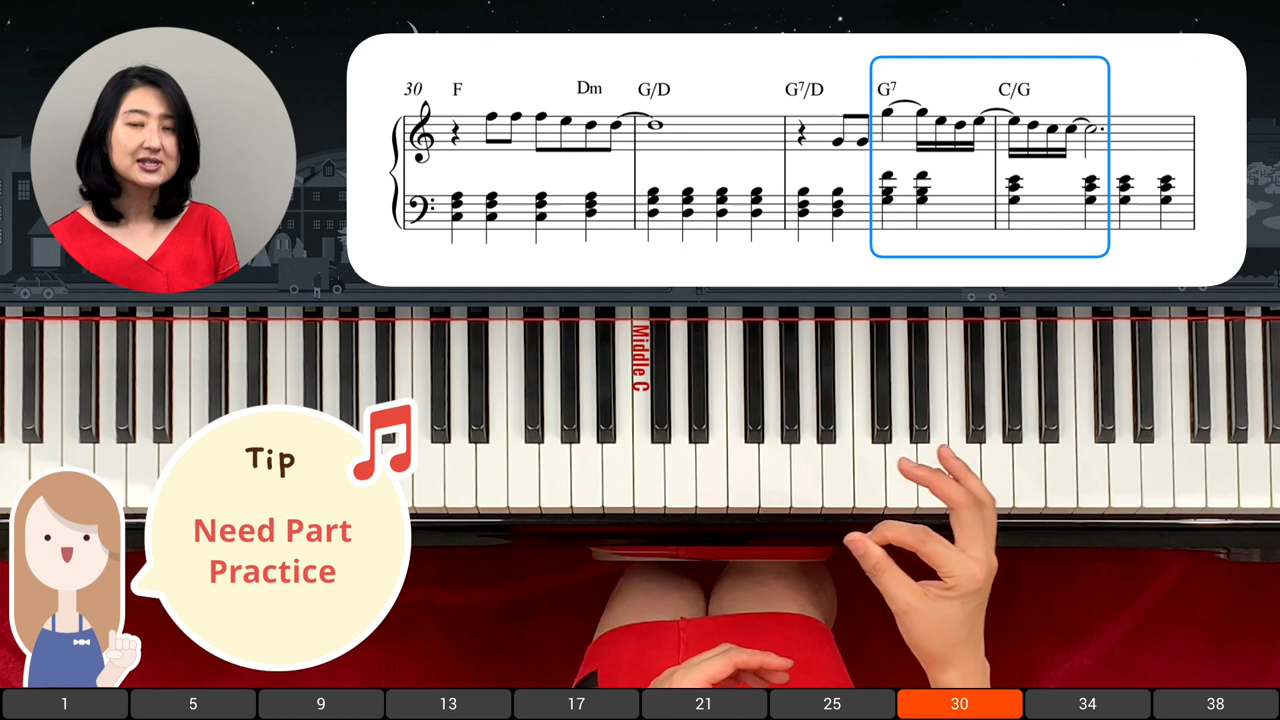 30 F Dm G/D G7/D G7 C/G
Middle C
Tip
Need Part
Practice
1 5 9 13 17 21 25 30 34 38